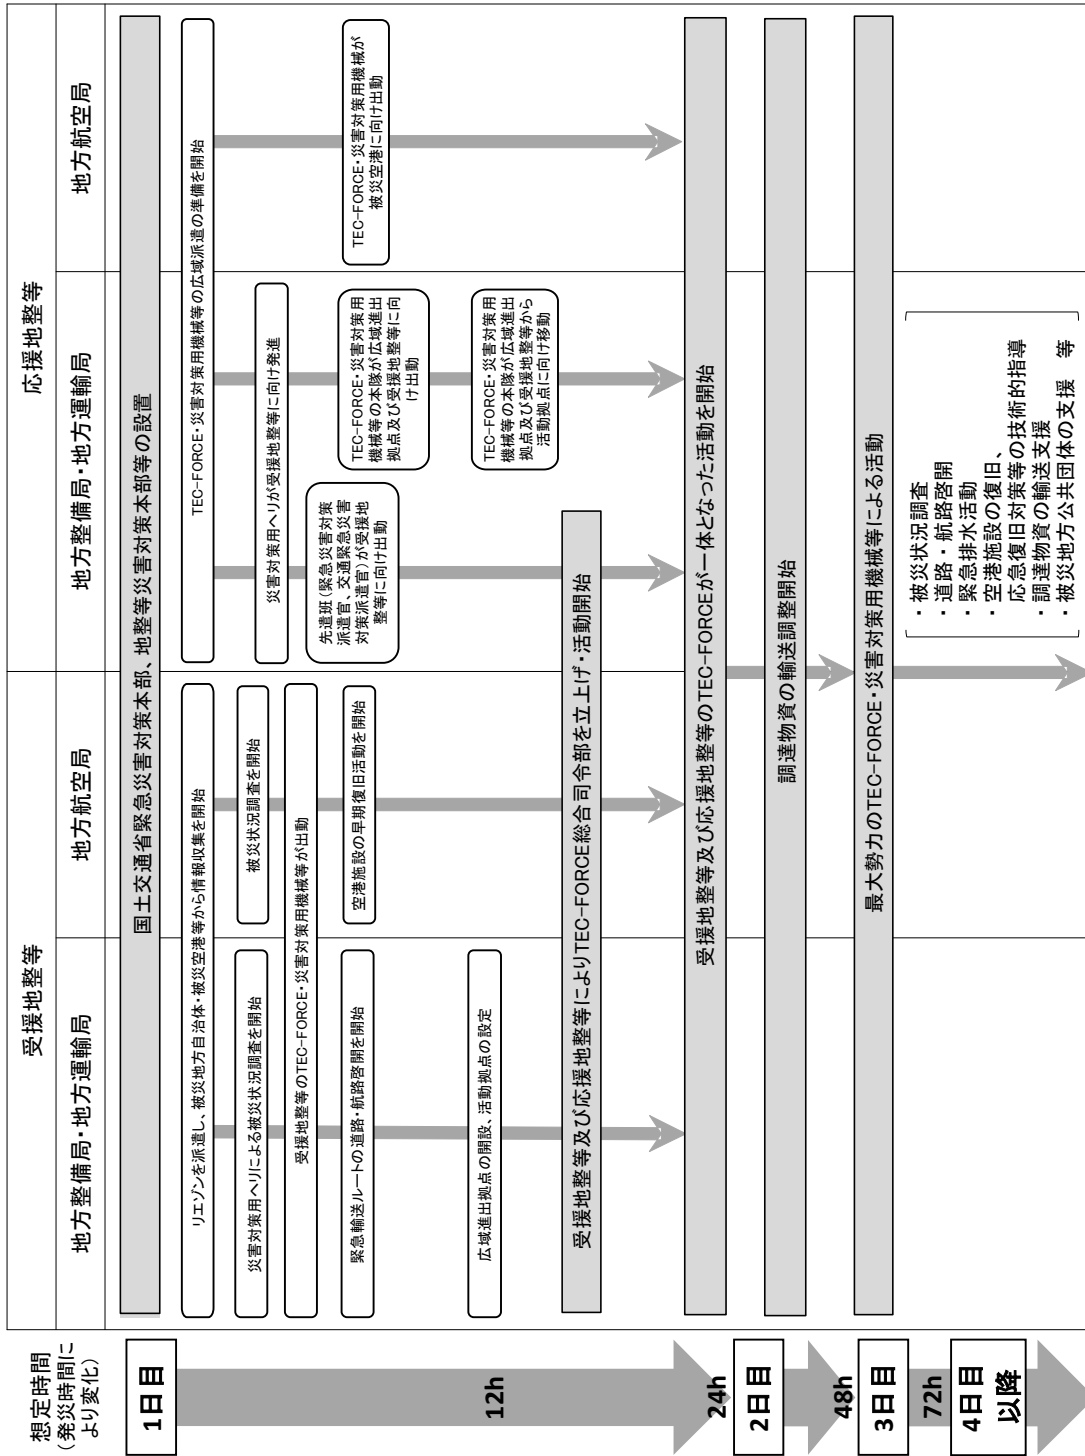 想定時間
(発災時間に
より変化)
受援地整等
応援地整等
地方整備局・地方運輸局
地方航空局
地方整備局・地方運輸局
地方航空局
1日目
国土交通省緊急災害対策本部、地整等災害対策本部等の設置
リエゾンを派遣し、被災地方自治体・被災空港等から情報収集を開始
TEC-FORCE・災害対策用機械等の広域派遣の準備を開始
災害対策用ヘリによる被災状況調査を開始
被災状況調査を開始
災害対策用ヘリが受援地整等に向け発進
受援地整等のTEC-FORCE・災害対策用機械等が出動
先遣班(緊急災害対策
派遣官、交通緊急災害
対策派遣官)が受援地
整等に向け出動
緊急輸送ルートの道路・航路啓開を開始
空港施設の早期復旧活動を開始
TEC-FORCE・災害対策用
機械等の本隊が広域進出
拠点及び受援地整等に向
け出動
TEC-FORCE・災害対策用機械が
被災空港に向け出動
12h
広域進出拠点の開設、活動拠点の設定
TEC-FORCE・災害対策用
機械等の本隊が広域進出
拠点及び受援地整等から
活動拠点に向け移動
受援地整等及び応援地整等によりTEC-FORCE総合司令部を立上げ・活動開始
24h
受援地整等及び応援地整等のTEC-FORCEが一体となった活動を開始
2日目
調達物資の輸送調整開始
48h
3日目
最大勢力のTEC-FORCE・災害対策用機械等による活動
72h
4日目
以降
・被災状況調査
・道路・航路啓開
・緊急排水活動
・空港施設の復旧、
応急復旧対策等の技術的指導
・調達物資の輸送支援
・被災地方公共団体の支援 等